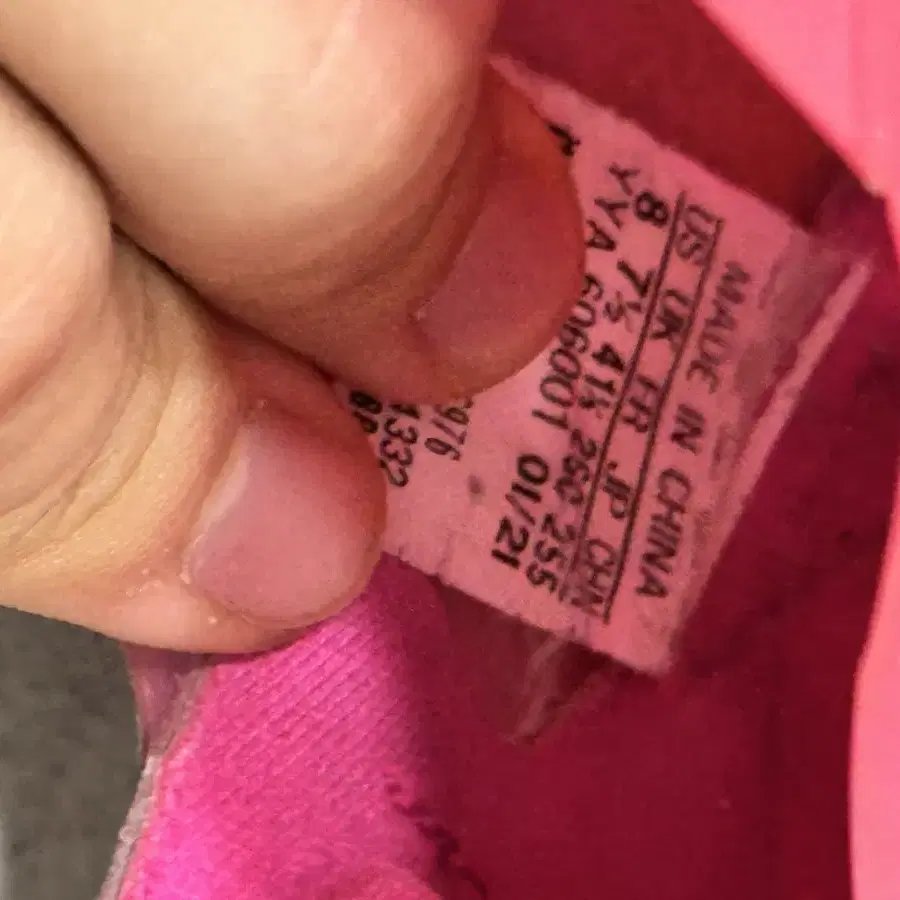 MADE IN CHINA
US UK FR JP CHN
8 7½ 41⅓ 260 255
YYA 606001 01/21